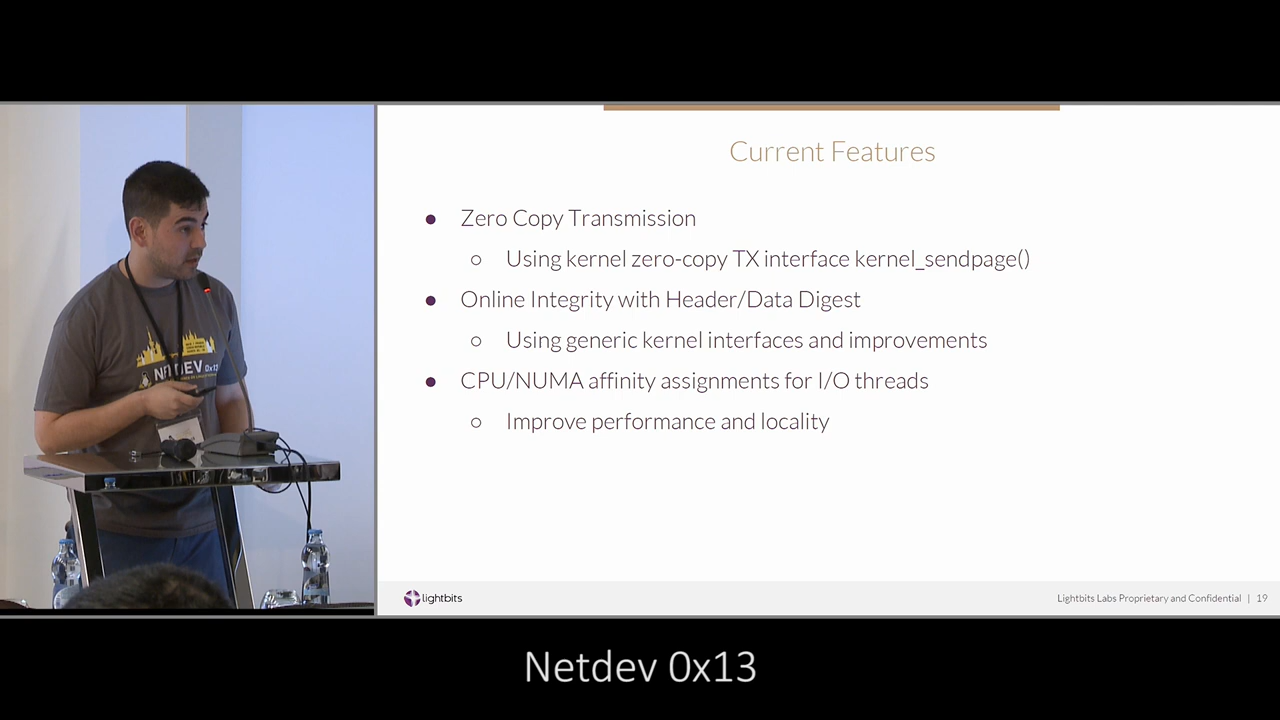 Current Features
● Zero Copy Transmission
○ Using kernel zero-copy TX interface kernel_sendpage()
● Online Integrity with Header/Data Digest
○ Using generic kernel interfaces and improvements
● CPU/NUMA affinity assignments for I/O threads
○ Improve performance and locality
NETDEV 0x13
lightbits
Lightbits Labs Proprietary and Confidential | 19
Netdev 0x13